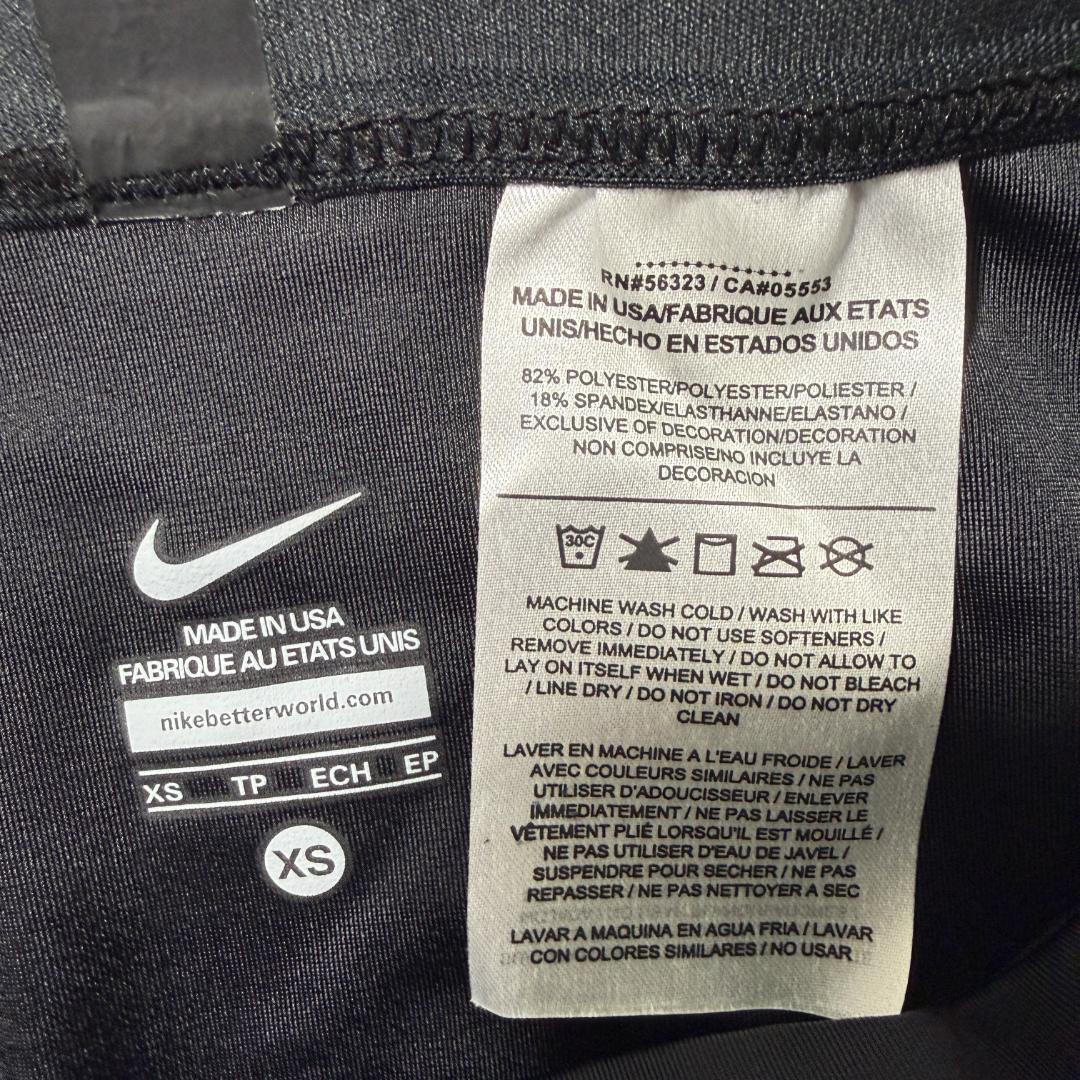 MADE IN USA
FABRIQUE AU ETATS UNIS
nikebetterworld.com
XS TP ECH EP
XS
RN#56323 / CA#05553
MADE IN USA/FABRIQUE AUX ETATS
UNIS/HECHO EN ESTADOS UNIDOS
82% POLYESTER/POLYESTER/POLIESTER /
18% SPANDEX/ELASTHANNE/ELASTANO /
EXCLUSIVE OF DECORATION/DECORATION
NON COMPRISE/NO INCLUYE LA
DECORACION
30C
MACHINE WASH COLD / WASH WITH LIKE
COLORS / DO NOT USE SOFTENERS /
REMOVE IMMEDIATELY / DO NOT ALLOW TO
LAY ON ITSELF WHEN WET / DO NOT BLEACH
/ LINE DRY / DO NOT IRON / DO NOT DRY
CLEAN
LAVER EN MACHINE A L'EAU FROIDE / LAVER
AVEC COULEURS SIMILAIRES / NE PAS
UTILISER D'ADOUCISSEUR / ENLEVER
IMMEDIATEMENT / NE PAS LAISSER LE
VÊTEMENT PLIÉ LORSQU'IL EST MOUILLÉ /
NE PAS UTILISER D'EAU DE JAVEL /
SUSPENDRE POUR SECHER / NE PAS
REPASSER / NE PAS NETTOYER A SEC
LAVAR A MAQUINA EN AGUA FRIA / LAVAR
CON COLORES SIMILARES / NO USAR